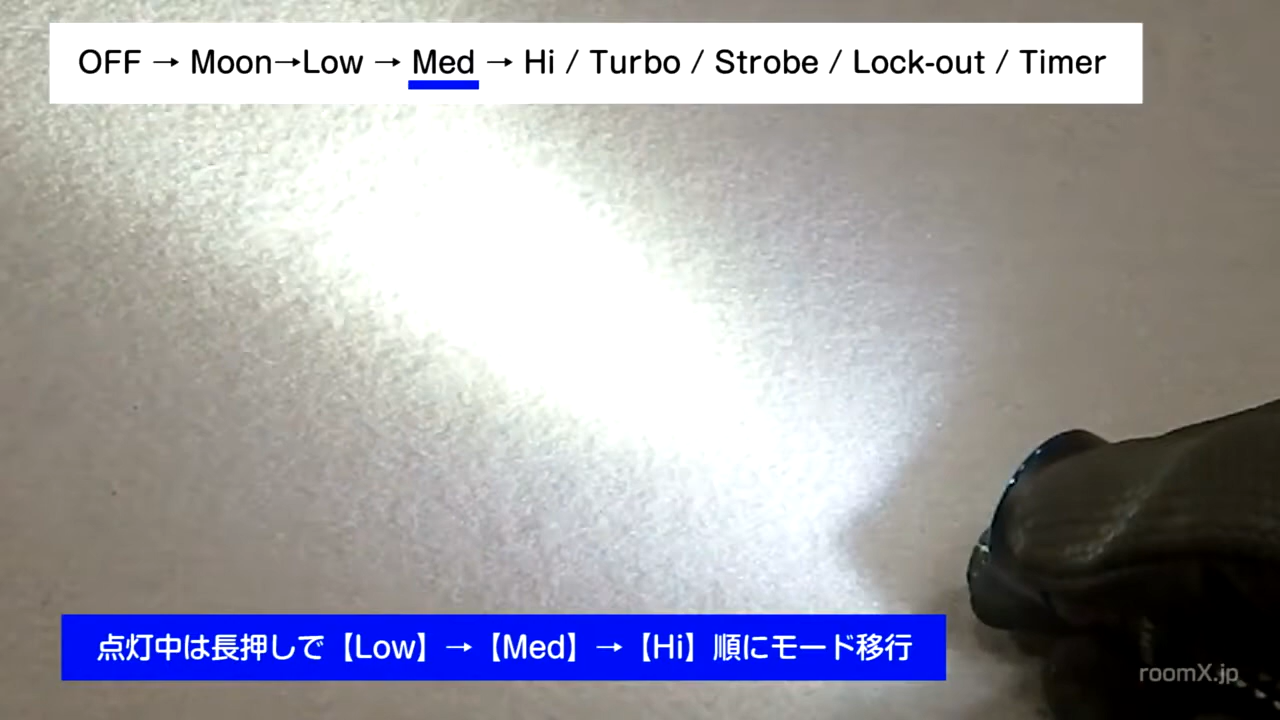 OFF → Moon→Low → Med → Hi / Turbo / Strobe / Lock-out / Timer
点灯中は長押しで【Low】→【Med】→【Hi】順にモード移行
roomX.jp